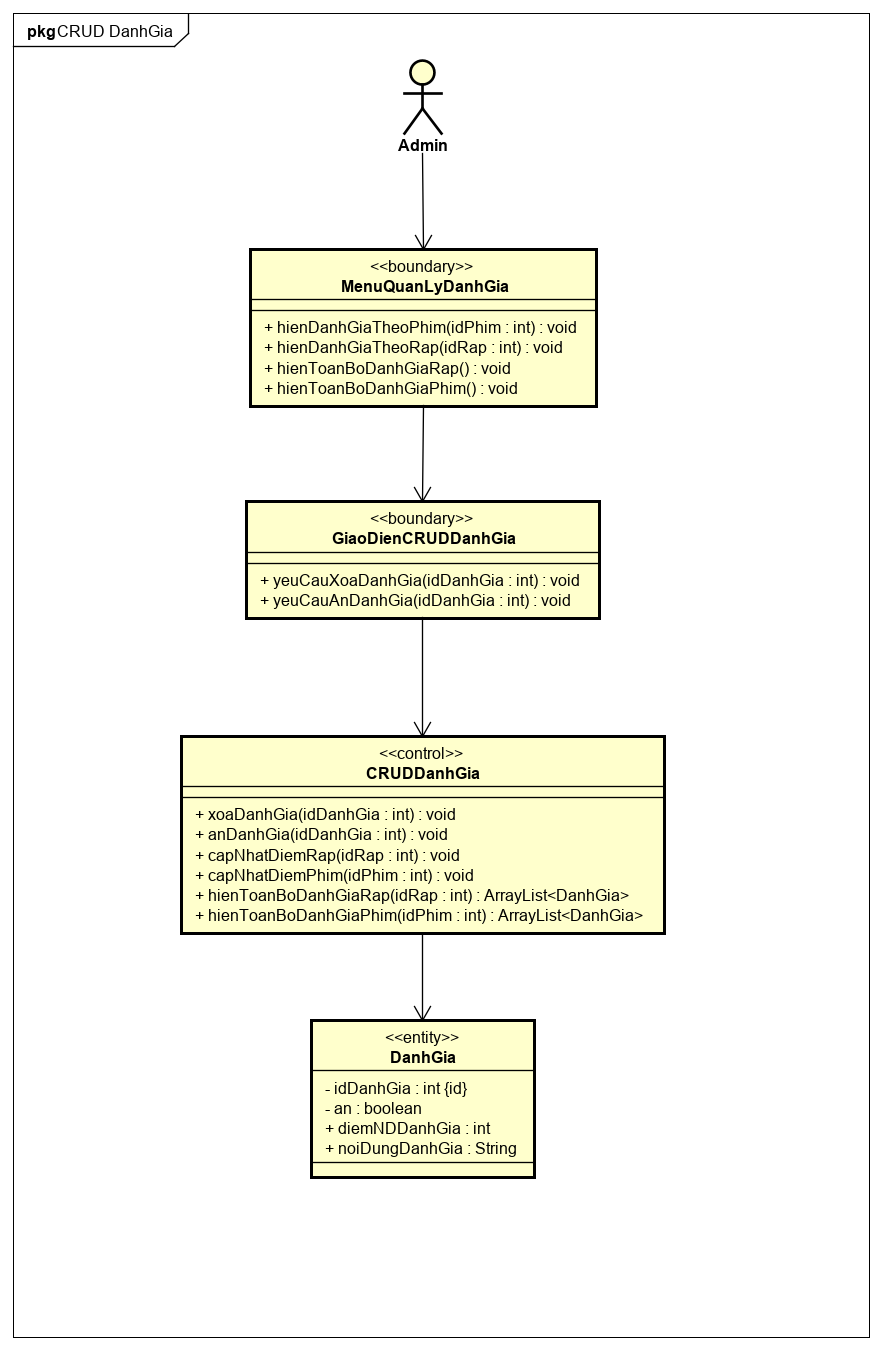 pkg CRUD DanhGia
Admin
<<boundary>>
MenuQuanLyDanhGia
+ hienDanhGiaTheoPhim(idPhim : int) : void
+ hienDanhGiaTheoRap(idRap : int) : void
+ hienToanBoDanhGiaRap() : void
+ hienToanBoDanhGiaPhim() : void
<<boundary>>
GiaoDienCRUDDanhGia
+ yeuCauXoaDanhGia(idDanhGia : int) : void
+ yeuCauAnDanhGia(idDanhGia : int) : void
<<control>>
CRUDDanhGia
+ xoaDanhGia(idDanhGia : int) : void
+ anDanhGia(idDanhGia : int) : void
+ capNhatDiemRap(idRap : int) : void
+ capNhatDiemPhim(idPhim : int) : void
+ hienToanBoDanhGiaRap(idRap : int) : ArrayList<DanhGia>
+ hienToanBoDanhGiaPhim(idPhim : int) : ArrayList<DanhGia>
<<entity>>
DanhGia
- idDanhGia : int {id}
- an : boolean
+ diemNDDanhGia : int
+ noiDungDanhGia : String